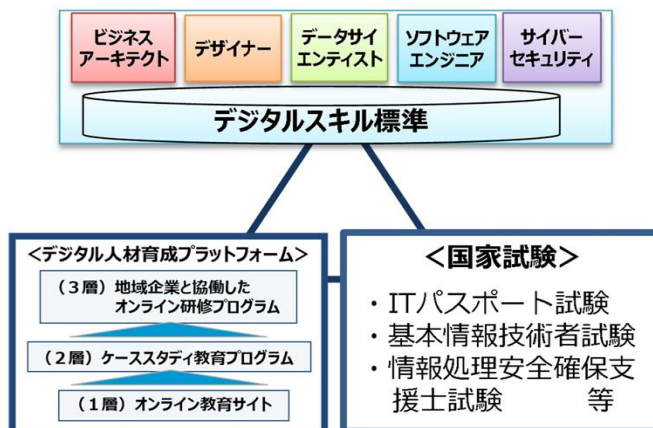 ビジネス
アーキテクト
デザイナー
データサイ
エンティスト
ソフトウェア
エンジニア
サイバー
セキュリティ
デジタルスキル標準
＜デジタル人材育成プラットフォーム＞
（３層）地域企業と協働した
オンライン研修プログラム
（２層）ケーススタディ教育プログラム
（１層）オンライン教育サイト
＜国家試験＞
・ITパスポート試験
・基本情報技術者試験
・情報処理安全確保支
援士試験　　　等